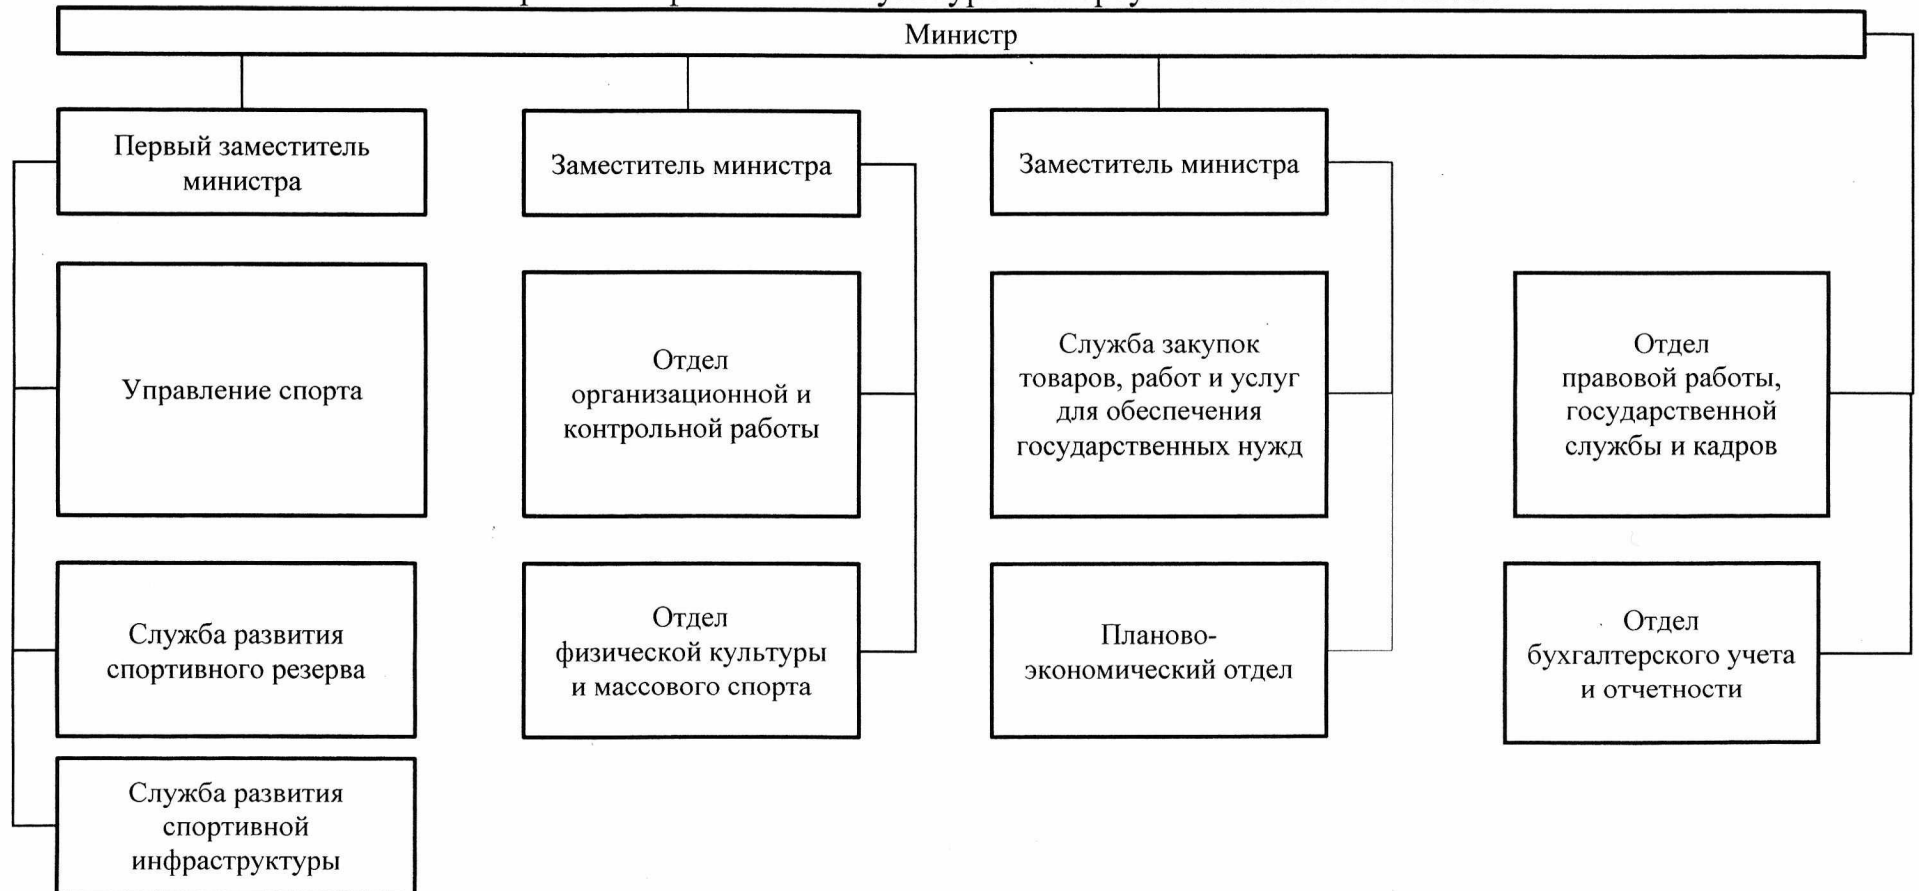 Министр
Первый заместитель
министра
Заместитель министра
Заместитель министра
Управление спорта
Отдел
организационной и
контрольной работы
Служба закупок
товаров, работ и услуг
для обеспечения
государственных нужд
Отдел
правовой работы,
государственной
службы и кадров
Служба развития
спортивного резерва
Отдел
физической культуры
и массового спорта
Планово-
экономический отдел
Отдел
бухгалтерского учета
и отчетности
Служба развития
спортивной
инфраструктуры